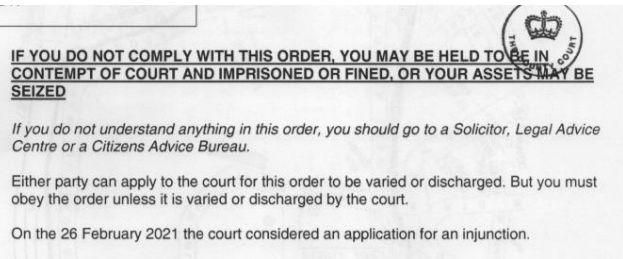 IF YOU DO NOT COMPLY WITH THIS ORDER, YOU MAY BE HELD TO BE IN
CONTEMPT OF COURT AND IMPRISONED OR FINED, OR YOUR ASSETS MAY BE
SEIZED
If you do not understand anything in this order, you should go to a Solicitor, Legal Advice
Centre or a Citizens Advice Bureau.
Either party can apply to the court for this order to be varied or discharged. But you must
obey the order unless it is varied or discharged by the court.
On the 26 February 2021 the court considered an application for an injunction.
THE COUNTY COURT